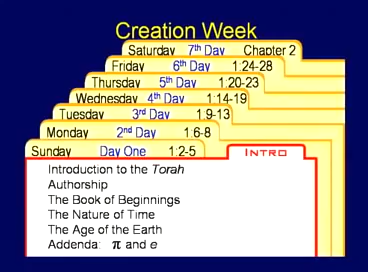 Creation Week
Saturday 7th Day Chapter 2
Friday 6th Day 1:24-28
Thursday 5th Day 1:20-23
Wednesday 4th Day 1:14-19
Tuesday 3rd Day 1:9-13
Monday 2nd Day 1:6-8
Sunday Day One 1:2-5
INTRO
Introduction to the Torah
Authorship
The Book of Beginnings
The Nature of Time
The Age of the Earth
Addenda: π and e